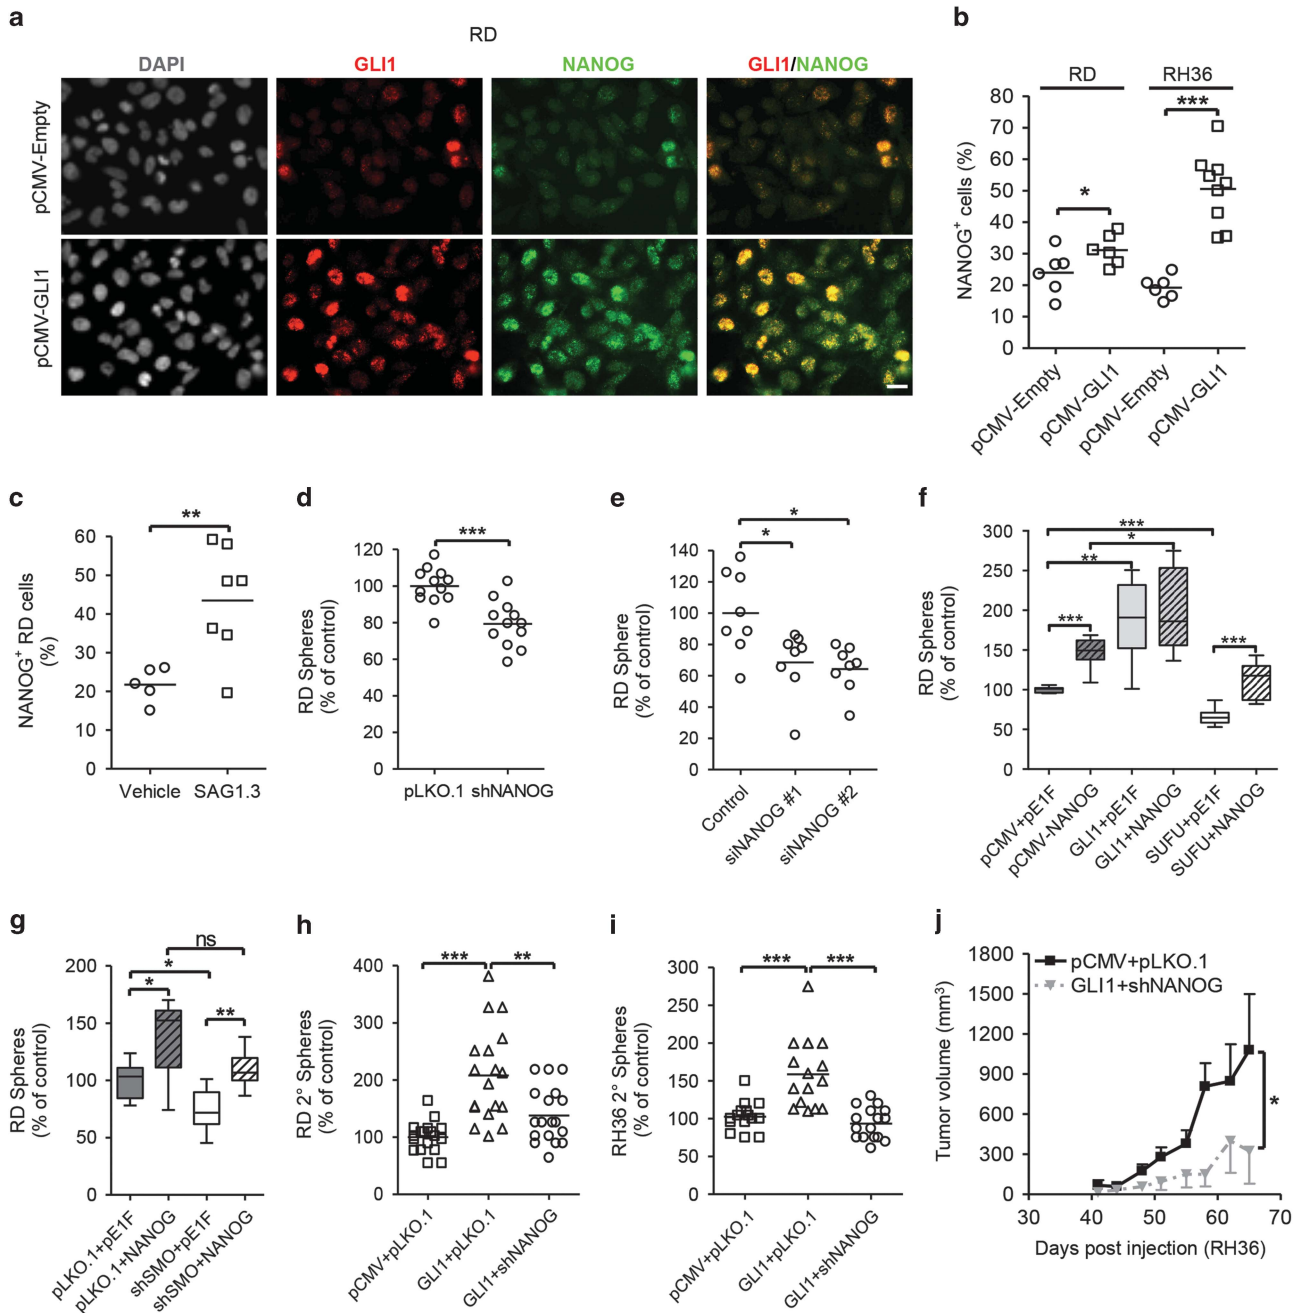 a
RD
DAPI
GLI1
NANOG
GLI1/NANOG
pCMV-Empty
pCMV-GLI1
b
RD
RH36
***
*
NANOG+ cells (%)
80
70
60
50
40
30
20
10
0
pCMV-Empty
pCMV-GLI1
pCMV-Empty
pCMV-GLI1
c
**
NANOG+ RD cells
(%)
60
50
40
30
20
10
0
Vehicle
SAG1.3
d
***
RD Spheres
(% of control)
120
100
80
60
40
20
0
pLKO.1
shNANOG
e
*
*
RD Sphere
(% of control)
140
120
100
80
60
40
20
0
Control
siNANOG #1
siNANOG #2
f
***
*
**
***
***
RD Spheres
(% of control)
300
250
200
150
100
50
0
pCMV+pE1F
pCMV-NANOG
GLI1+pE1F
GLI1+NANOG
SUFU+pE1F
SUFU+NANOG
g
ns
*
*
**
RD Spheres
(% of control)
200
150
100
50
0
pLKO.1+pE1F
pLKO.1+NANOG
shSMO+pE1F
shSMO+NANOG
h
***
**
RD 2° Spheres
(% of control)
400
300
200
100
0
pCMV+pLKO.1
GLI1+pLKO.1
GLI1+shNANOG
i
***
***
RH36 2° Spheres
(% of control)
300
250
200
150
100
50
0
pCMV+pLKO.1
GLI1+pLKO.1
GLI1+shNANOG
j
pCMV+pLKO.1
GLI1+shNANOG
*
Tumor volume (mm3)
1800
1500
1200
900
600
300
0
30
40
50
60
70
Days post injection (RH36)